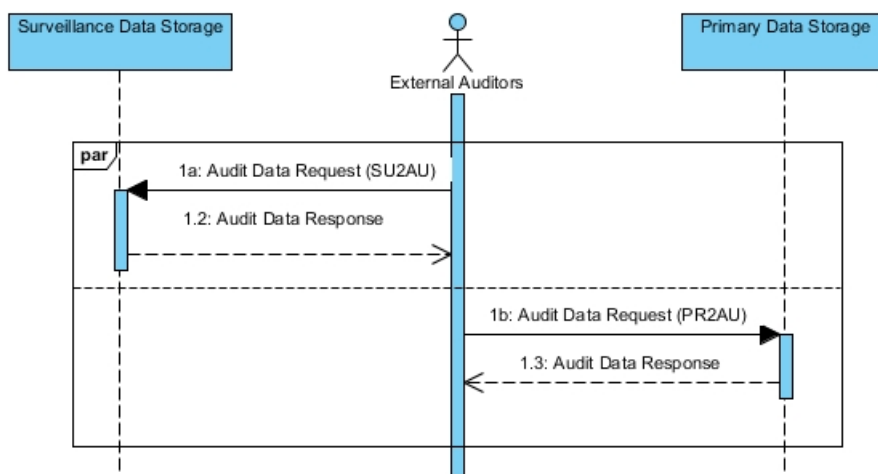 Surveillance Data Storage
Primary Data Storage
External Auditors
par
1a: Audit Data Request (SU2AU)
1.2: Audit Data Response
1b: Audit Data Request (PR2AU)
1.3: Audit Data Response